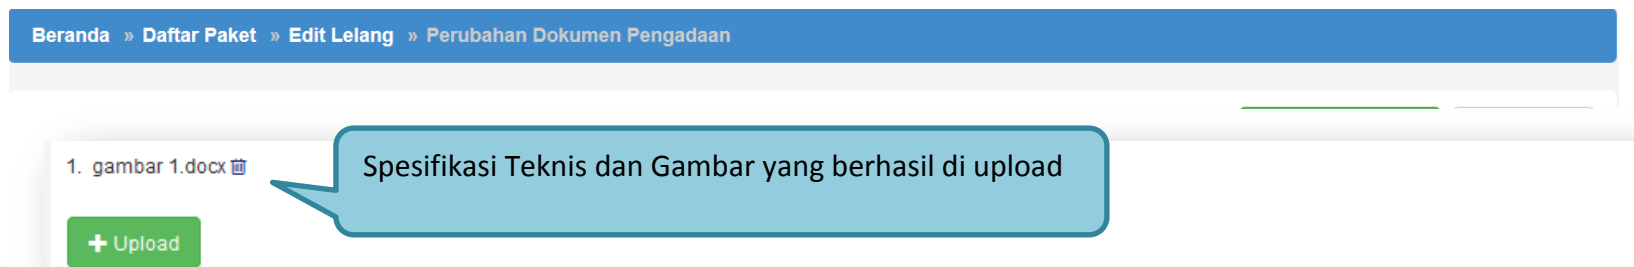 Beranda » Daftar Paket » Edit Lelang » Perubahan Dokumen Pengadaan
1. gambar 1.docx
Spesifikasi Teknis dan Gambar yang berhasil di upload
+ Upload